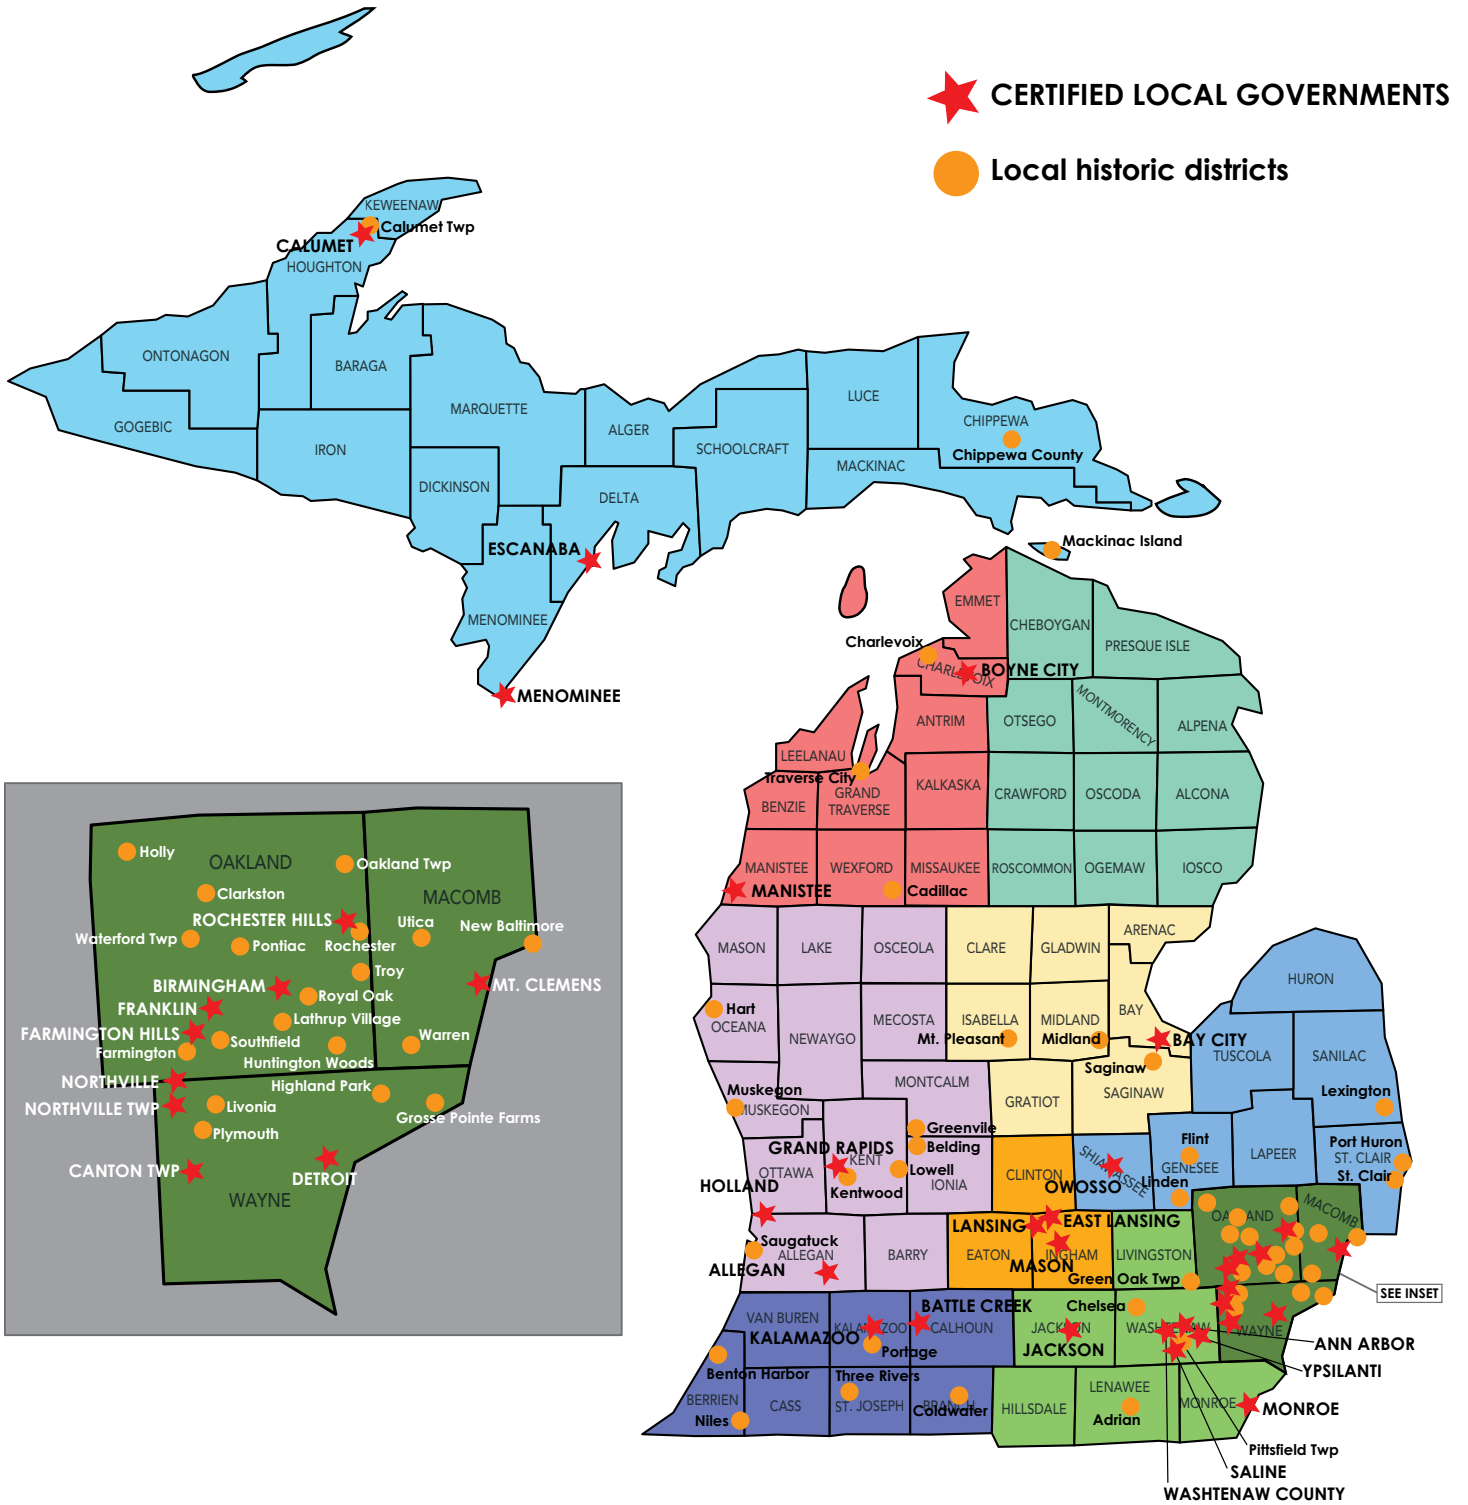 CERTIFIED LOCAL GOVERNMENTS
Local historic districts
KEWEENAW
Calumet Twp
CALUMET
HOUGHTON
ONTONAGON
BARAGA
GOGEBIC
IRON
MARQUETTE
ALGER
LUCE
CHIPPEWA
Chippewa County
SCHOOLCRAFT
MACKINAC
DICKINSON
DELTA
ESCANABA
Mackinac Island
MENOMINEE
MENOMINEE
EMMET
CHEBOYGAN
PRESQUE ISLE
Charlevoix
CHARLEVOIX
BOYNE CITY
ANTRIM
OTSEGO
MONTMORENCY
ALPENA
LEELANAU
Traverse City
BENZIE
GRAND
TRAVERSE
KALKASKA
CRAWFORD
OSCODA
ALCONA
MANISTEE
WEXFORD
MISSAUKEE
ROSCOMMON
OGEMAW
IOSCO
MANISTEE
Cadillac
MASON
LAKE
OSCEOLA
CLARE
GLADWIN
ARENAC
HURON
Hart
OCEANA
NEWAYGO
MECOSTA
ISABELLA
Mt. Pleasant
MIDLAND
Midland
BAY
BAY CITY
Saginaw
TUSCOLA
SANILAC
Lexington
Muskegon
MUSKEGON
MONTCALM
GRATIOT
SAGINAW
Greenvile
Belding
GRAND RAPIDS
KENT
OTTAWA
Lowell
IONIA
Kentwood
HOLLAND
CLINTON
SHIAWASSEE
OWOSSO
Flint
GENESEE
Linden
LAPEER
Port Huron
ST. CLAIR
St. Clair
Saugatuck
ALLEGAN
ALLEGAN
BARRY
LANSING
EAST LANSING
EATON
INGHAM
MASON
LIVINGSTON
Green Oak Twp
OAKLAND
MACOMB
SEE INSET
VAN BUREN
KALAMAZOO
KALAMAZOO
Portage
BATTLE CREEK
CALHOUN
JACKSON
JACKSON
Chelsea
WASHTENAW
WAYNE
ANN ARBOR
YPSILANTI
Benton Harbor
BERRIEN
Niles
CASS
Three Rivers
ST. JOSEPH
BRANCH
Coldwater
HILLSDALE
LENAWEE
Adrian
MONROE
MONROE
Pittsfield Twp
SALINE
WASHTENAW COUNTY
Holly
OAKLAND
Oakland Twp
Clarkston
MACOMB
ROCHESTER HILLS
Utica
New Baltimore
Waterford Twp
Pontiac
Rochester
Troy
BIRMINGHAM
MT. CLEMENS
Royal Oak
FRANKLIN
Lathrup Village
FARMINGTON HILLS
Southfield
Warren
Farmington
Huntington Woods
NORTHVILLE
Highland Park
NORTHVILLE TWP
Livonia
Grosse Pointe Farms
Plymouth
CANTON TWP
DETROIT
WAYNE